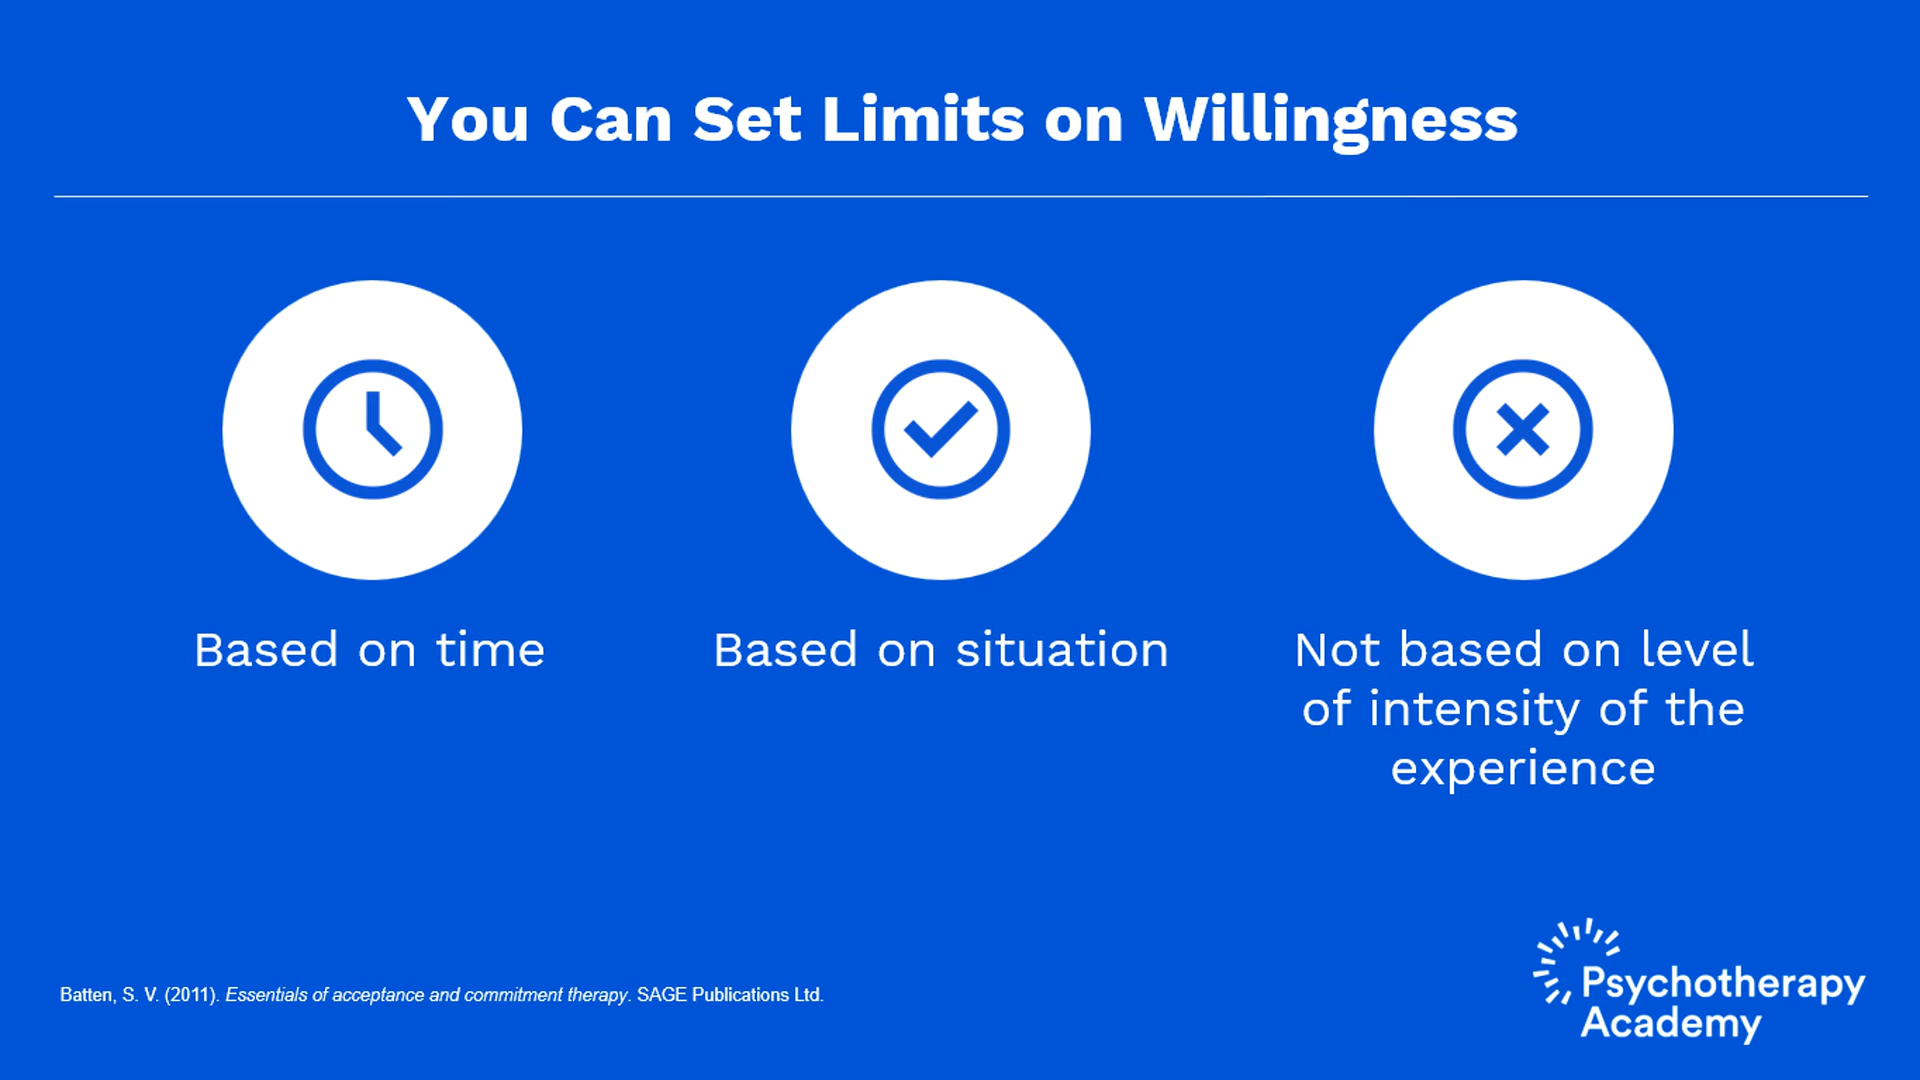 You Can Set Limits on Willingness
Based on time
Based on situation
Not based on level
of intensity of the
experience
Batten, S. V. (2011). Essentials of acceptance and commitment therapy. SAGE Publications Ltd.
Psychotherapy
Academy